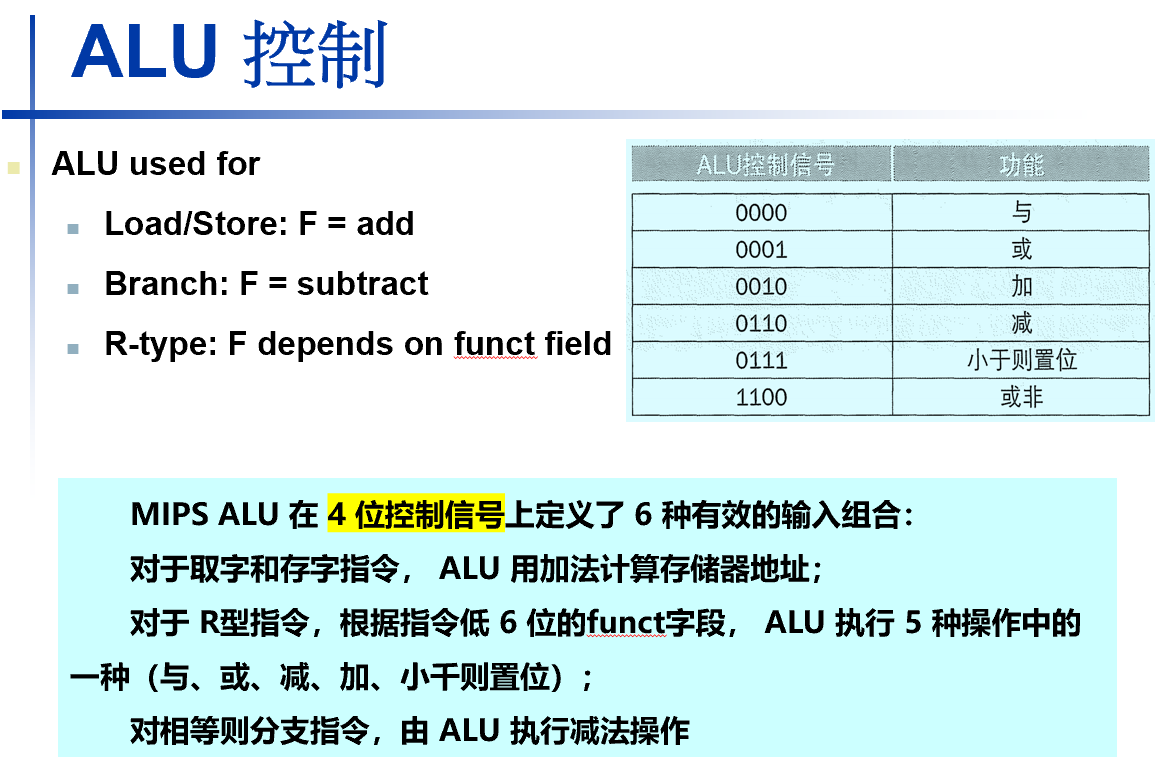 ALU 控制
ALU used for
Load/Store: F = add
Branch: F = subtract
R-type: F depends on funct field
ALU控制信号 功能
0000 与
0001 或
0010 加
0110 减
0111 小于则置位
1100 或非
MIPS ALU 在 4 位控制信号上定义了 6 种有效的输入组合：
对于取字和存字指令， ALU 用加法计算存储器地址；
对于 R型指令，根据指令低 6 位的funct字段， ALU 执行 5 种操作中的
一种（与、或、减、加、小千则置位）；
对相等则分支指令，由 ALU 执行减法操作